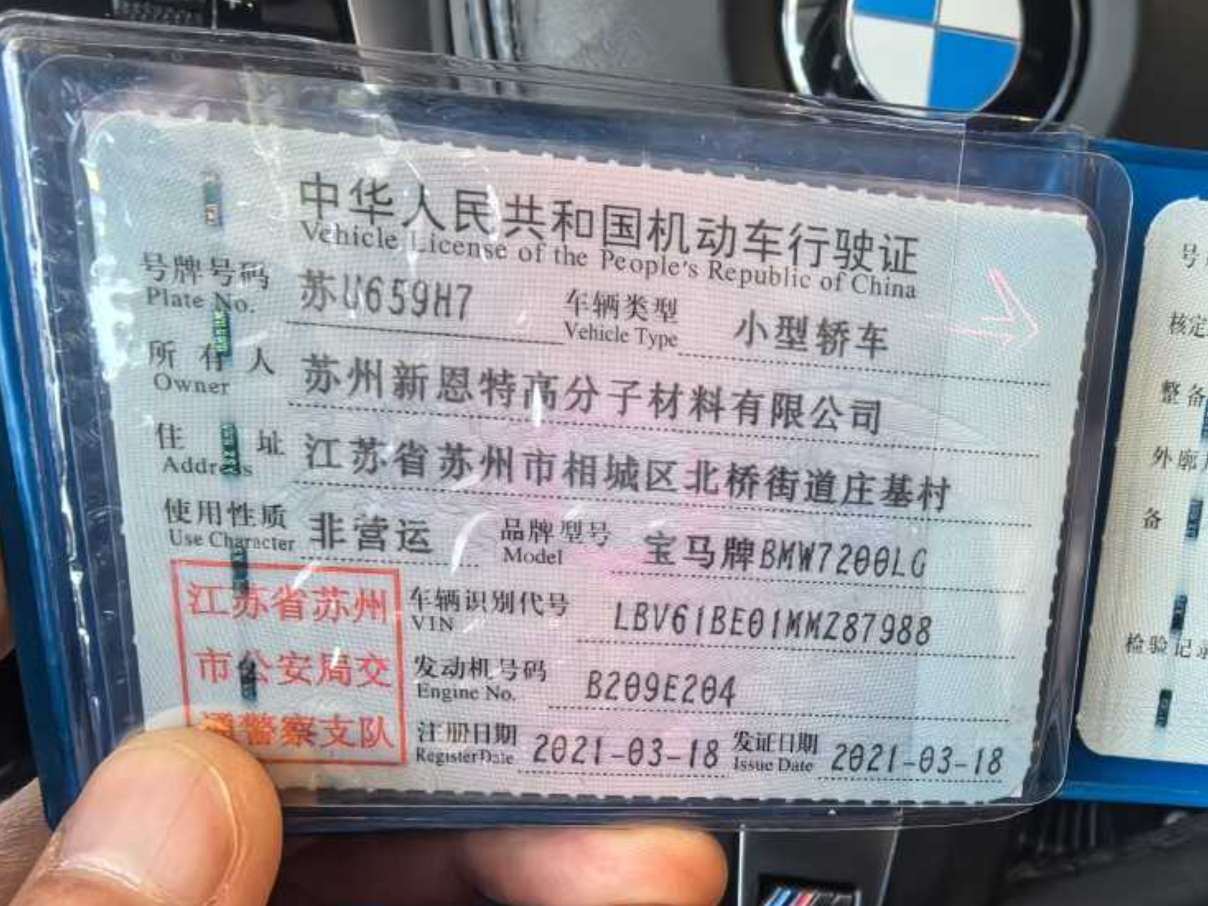 中华人民共和国机动车行驶证
Vehicle License of the People's Republic of China
号牌号码 苏U659H7 车辆类型 小型轿车
Plate No. Vehicle Type
所有人 苏州新恩特高分子材料有限公司
Owner
住址 江苏省苏州市相城区北桥街道庄基村
Address
使用性质 非营运 品牌型号 宝马牌BMW7200LG
Use Character Model
江苏省苏州
市公安局交
通警察支队
车辆识别代号 LBV61BE01MMZ87988
VIN
发动机号码 B209E204
Engine No.
注册日期 2021-03-18 发证日期 2021-03-18
Register Date Issue Date
号
核定
整备
外廓
备
检验记录